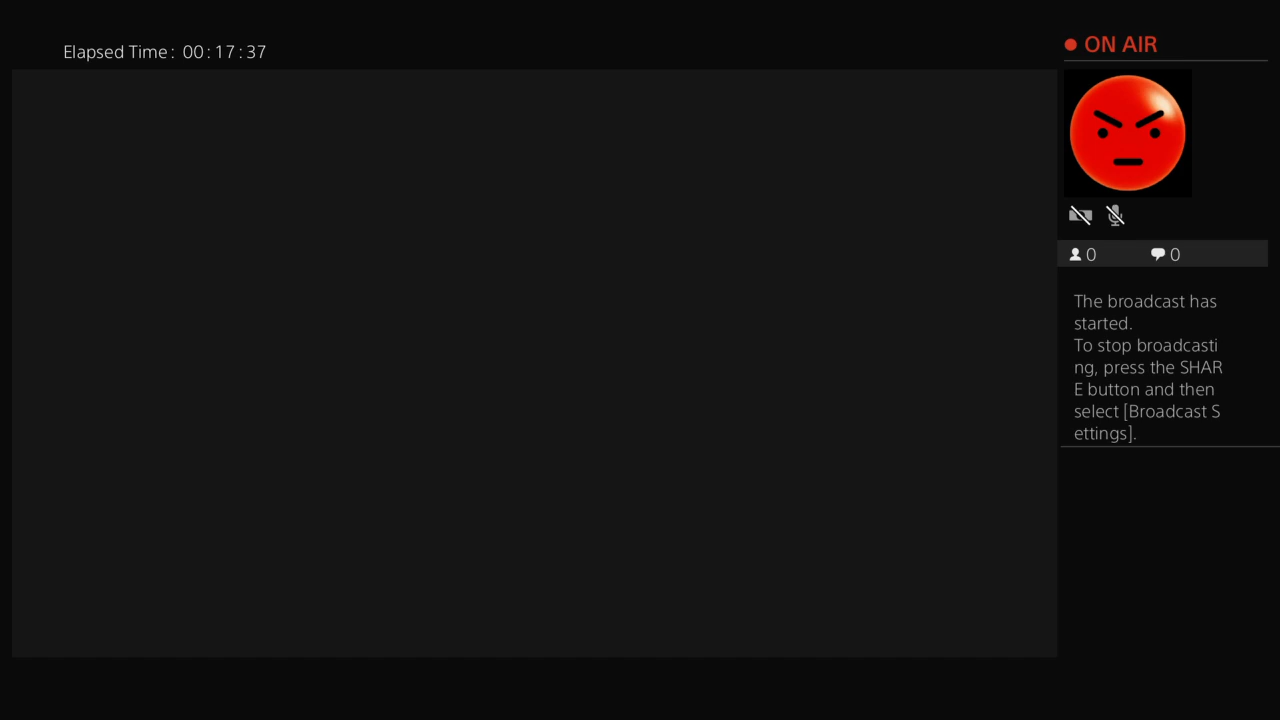 Elapsed Time: 00:17:37
ON AIR
0 0
The broadcast has
started.
To stop broadcasti
ng, press the SHAR
E button and then
select [Broadcast S
ettings].